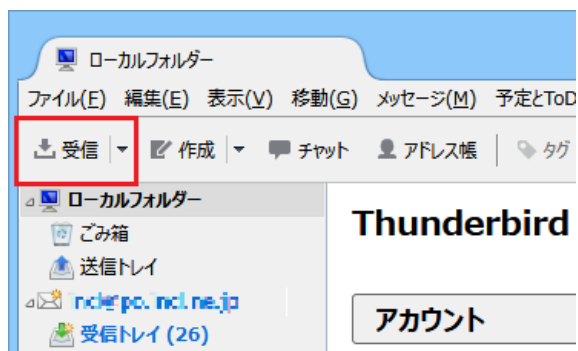 ローカルフォルダー
ファイル(F) 編集(E) 表示(V) 移動(G) メッセージ(M) 予定とToD
受信 作成 チャット アドレス帳 タグ
ローカルフォルダー
ごみ箱
送信トレイ
受信トレイ (26)
Thunderbird
アカウント